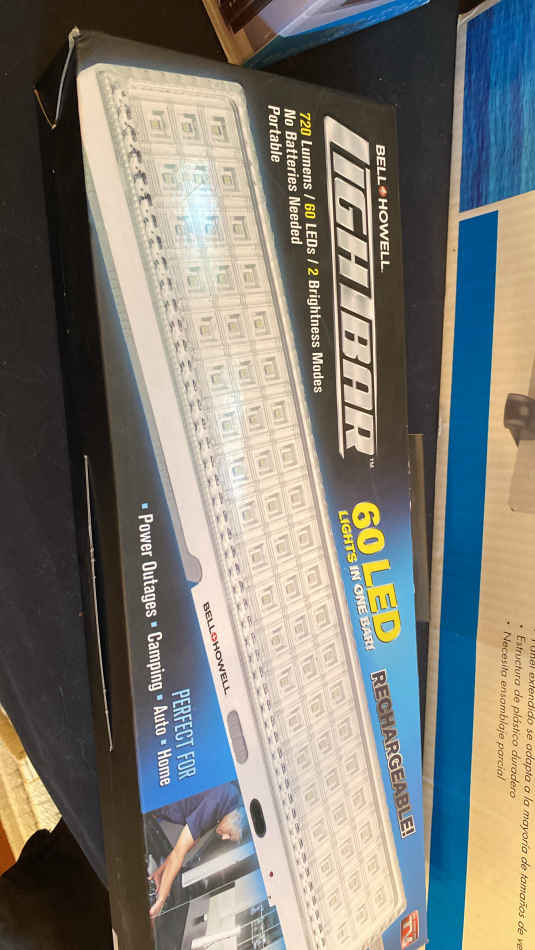 BELL+HOWELL
LIGHTBAR™
720 Lumens / 60 LEDs / 2 Brightness Modes
No Batteries Needed
Portable
60 LED
LIGHTS IN ONE BAR!
RECHARGEABLE!
BELL+HOWELL
PERFECT FOR
▪ Power Outages ▪ Camping ▪ Auto ▪ Home
extendido se adapta a la mayoría de tamaños de
• Estructura de plástico duradero
• Necesita ensamblaje parcial